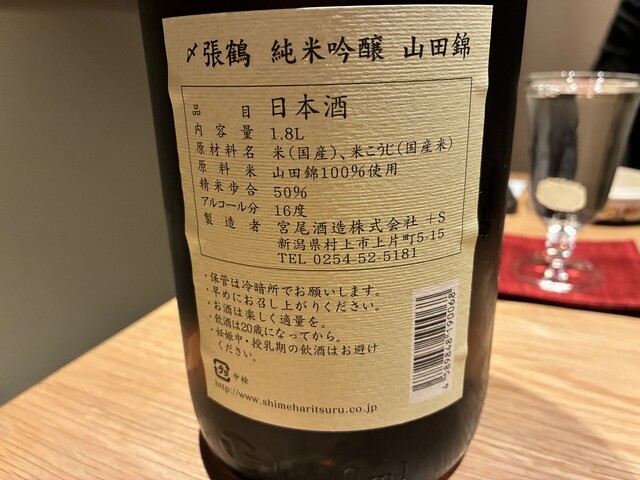 〆張鶴 純米吟醸 山田錦
品目 日本酒
内容量 1.8L
原材料名 米(国産)、米こうじ(国産米)
原料米 山田錦100%使用
精米歩合 50%
アルコール分 16度
製造者 宮尾酒造株式会社 +S
新潟県村上市上片町5-15
TEL 0254-52-5181
・保管は冷暗所でお願いします。
・早めにお召し上がりください。
・お酒は楽しく適量を。
・飲酒は20歳になってから。
・妊娠中・授乳期の飲酒はお避け
ください。
中栓
http://www.shimeharitsuru.co.jp
4 589848 190068